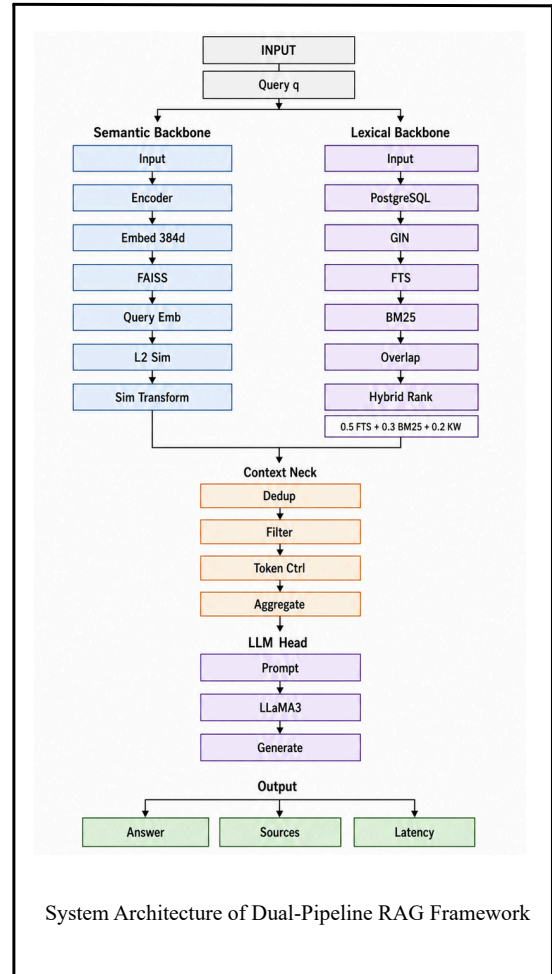 INPUT
Query q
Semantic Backbone
Input
Encoder
Embed 384d
FAISS
Query Emb
L2 Sim
Sim Transform
Lexical Backbone
Input
PostgreSQL
GIN
FTS
BM25
Overlap
Hybrid Rank
0.5 FTS + 0.3 BM25 + 0.2 KW
Context Neck
Dedup
Filter
Token Ctrl
Aggregate
LLM Head
Prompt
LLaMA3
Generate
Output
Answer
Sources
Latency
System Architecture of Dual-Pipeline RAG Framework